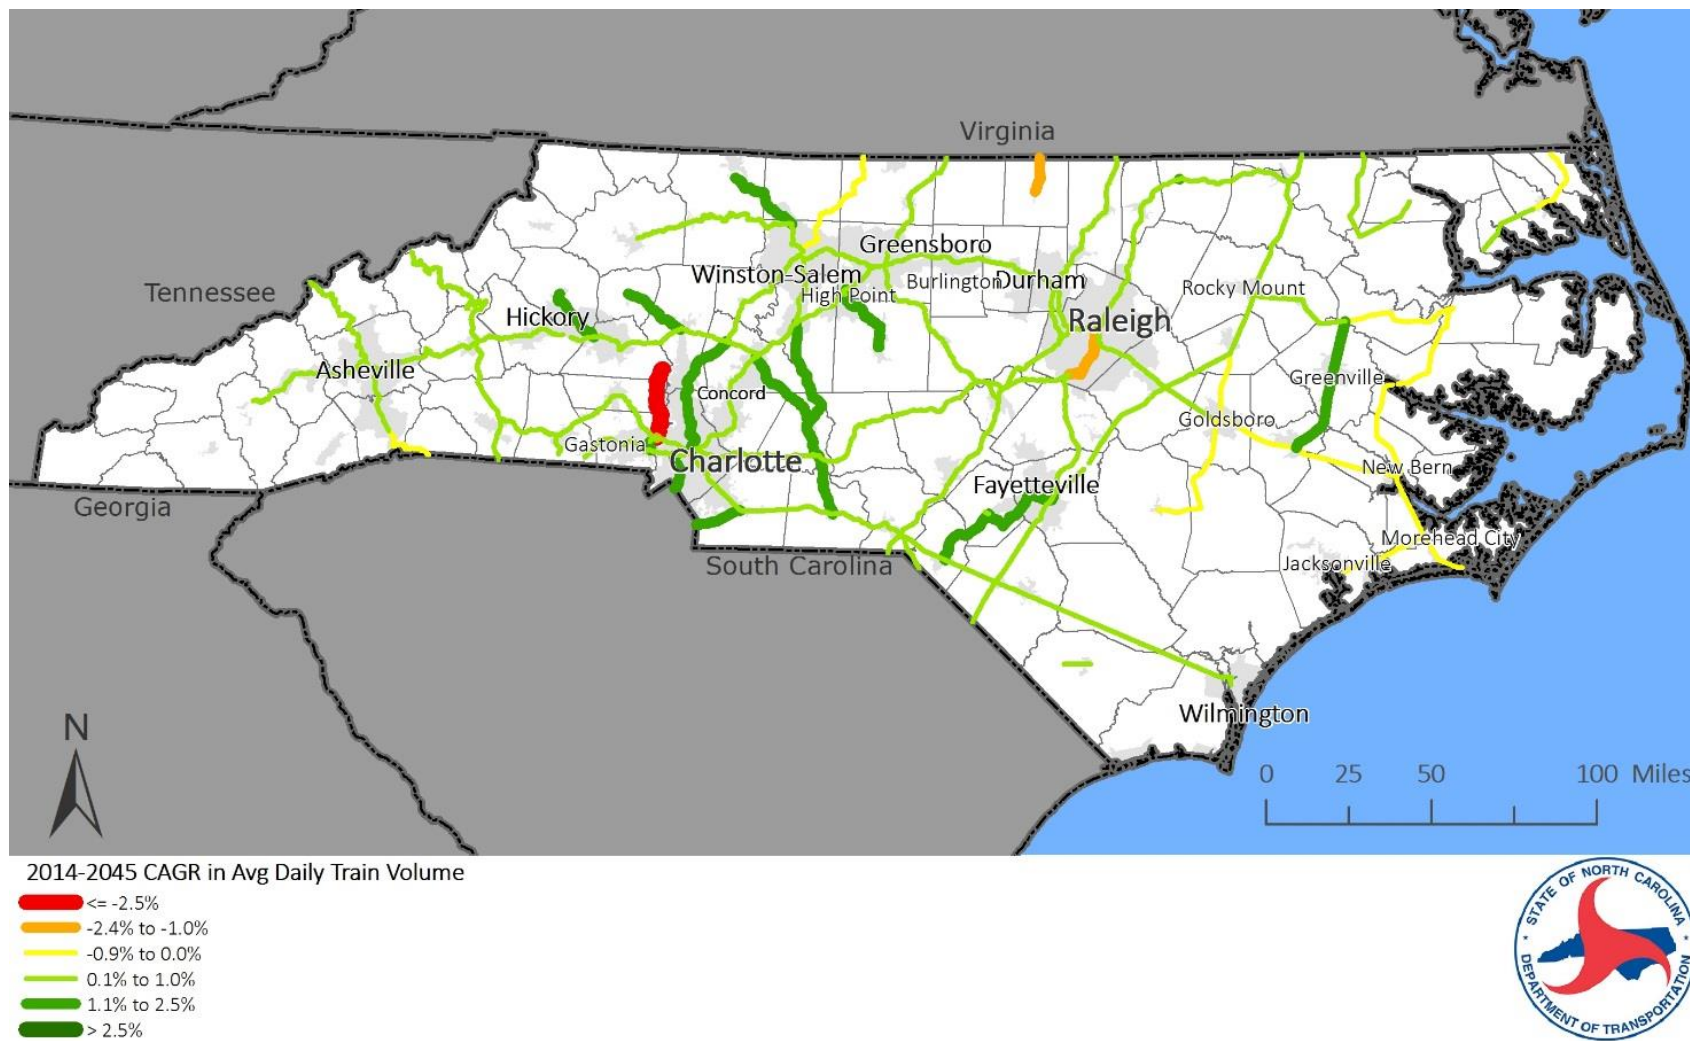 Virginia
Greensboro
Winston-Salem
Burlington
Durham
High Point
Rocky Mount
Tennessee
Hickory
Raleigh
Asheville
Greenville
Concord
Goldsboro
Gastonia
Charlotte
New Bern
Fayetteville
Georgia
Morehead City
South Carolina
Jacksonville
Wilmington
N
0 25 50 100 Miles
2014-2045 CAGR in Avg Daily Train Volume
<= -2.5%
-2.4% to -1.0%
-0.9% to 0.0%
0.1% to 1.0%
1.1% to 2.5%
> 2.5%
STATE OF NORTH CAROLINA
DEPARTMENT OF TRANSPORTATION